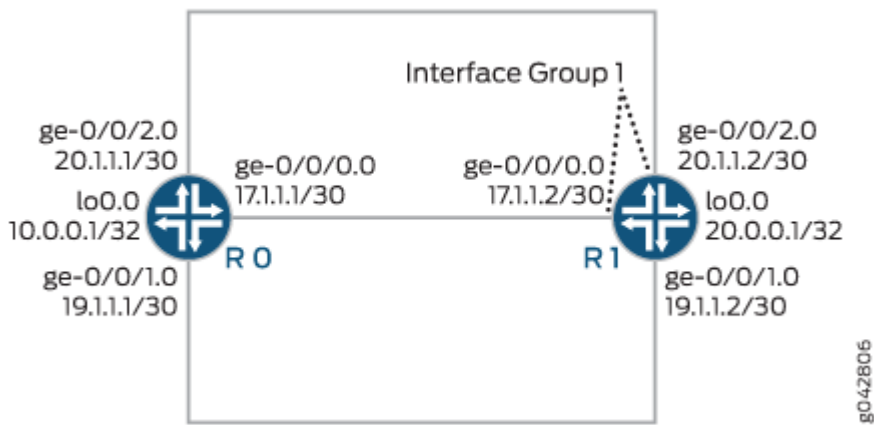 Interface Group 1
ge-0/0/2.0
20.1.1.1/30
lo0.0
10.0.0.1/32
ge-0/0/1.0
19.1.1.1/30
ge-0/0/0.0
17.1.1.1/30
R 0
ge-0/0/0.0
17.1.1.2/30
R 1
ge-0/0/2.0
20.1.1.2/30
lo0.0
20.0.0.1/32
ge-0/0/1.0
19.1.1.2/30
g042806